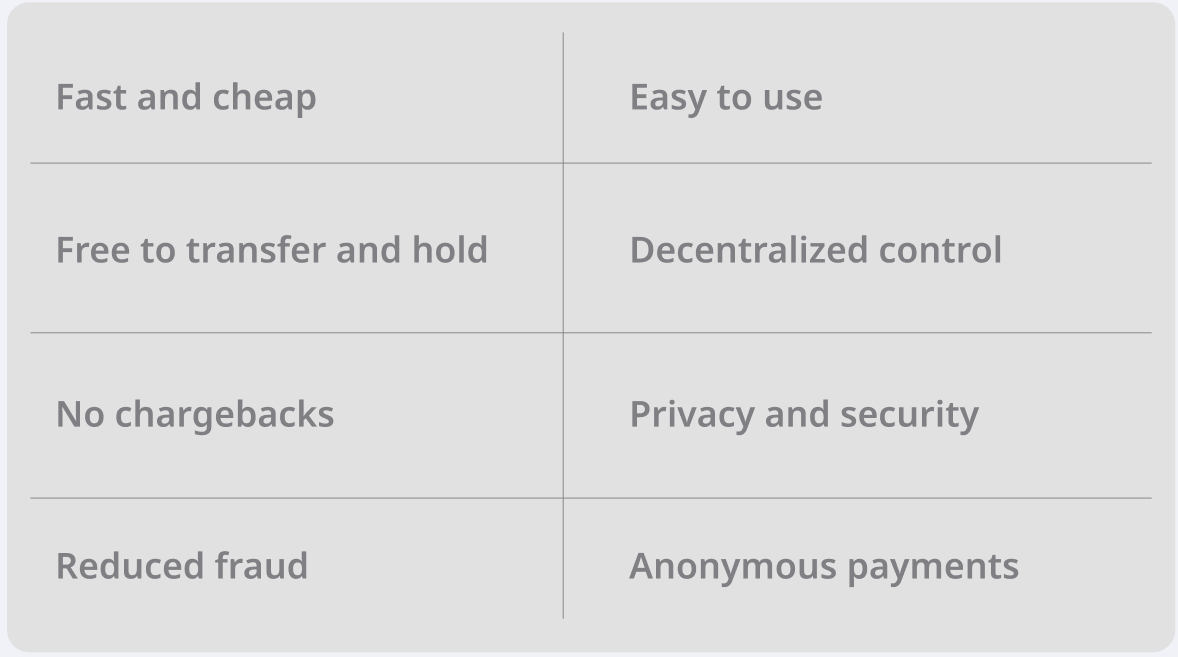 Fast and cheap
Easy to use
Free to transfer and hold
Decentralized control
No chargebacks
Privacy and security
Reduced fraud
Anonymous payments